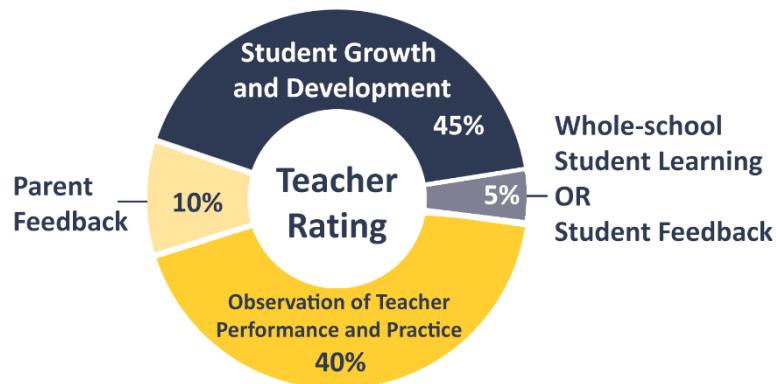 Student Growth
and Development
45%
Whole-school
Student Learning
OR
Student Feedback
5%
Parent
Feedback
10%
Teacher
Rating
Observation of Teacher
Performance and Practice
40%